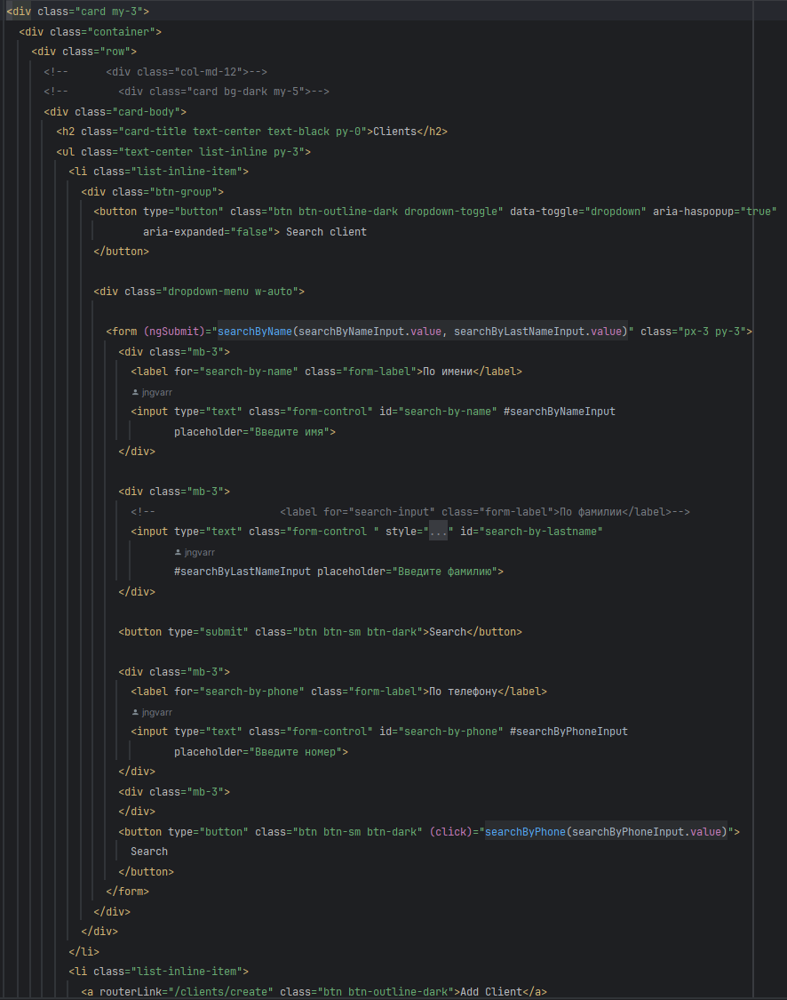 <div class="card my-3">
<div class="container">
<div class="row">
<!--      <div class="col-md-12">-->
<!--        <div class="card bg-dark my-5">-->
<div class="card-body">
<h2 class="card-title text-center text-black py-0">Clients</h2>
<ul class="text-center list-inline py-3">
<li class="list-inline-item">
<div class="btn-group">
<button type="button" class="btn btn-outline-dark dropdown-toggle" data-toggle="dropdown" aria-haspopup="true"
aria-expanded="false"> Search client
</button>
<div class="dropdown-menu w-auto">
<form (ngSubmit)="searchByName(searchByNameInput.value, searchByLastNameInput.value)" class="px-3 py-3">
<div class="mb-3">
<label for="search-by-name" class="form-label">По имени</label>
jngvarr
<input type="text" class="form-control" id="search-by-name" #searchByNameInput
placeholder="Введите имя">
</div>
<div class="mb-3">
<!--                    <label for="search-input" class="form-label">По фамилии</label>-->
<input type="text" class="form-control " style="..." id="search-by-lastname"
jngvarr
#searchByLastNameInput placeholder="Введите фамилию">
</div>
<button type="submit" class="btn btn-sm btn-dark">Search</button>
<div class="mb-3">
<label for="search-by-phone" class="form-label">По телефону</label>
jngvarr
<input type="text" class="form-control" id="search-by-phone" #searchByPhoneInput
placeholder="Введите номер">
</div>
<div class="mb-3">
</div>
<button type="button" class="btn btn-sm btn-dark" (click)="searchByPhone(searchByPhoneInput.value)">
Search
</button>
</form>
</div>
</div>
</li>
<li class="list-inline-item">
<a routerLink="/clients/create" class="btn btn-outline-dark">Add Client</a>